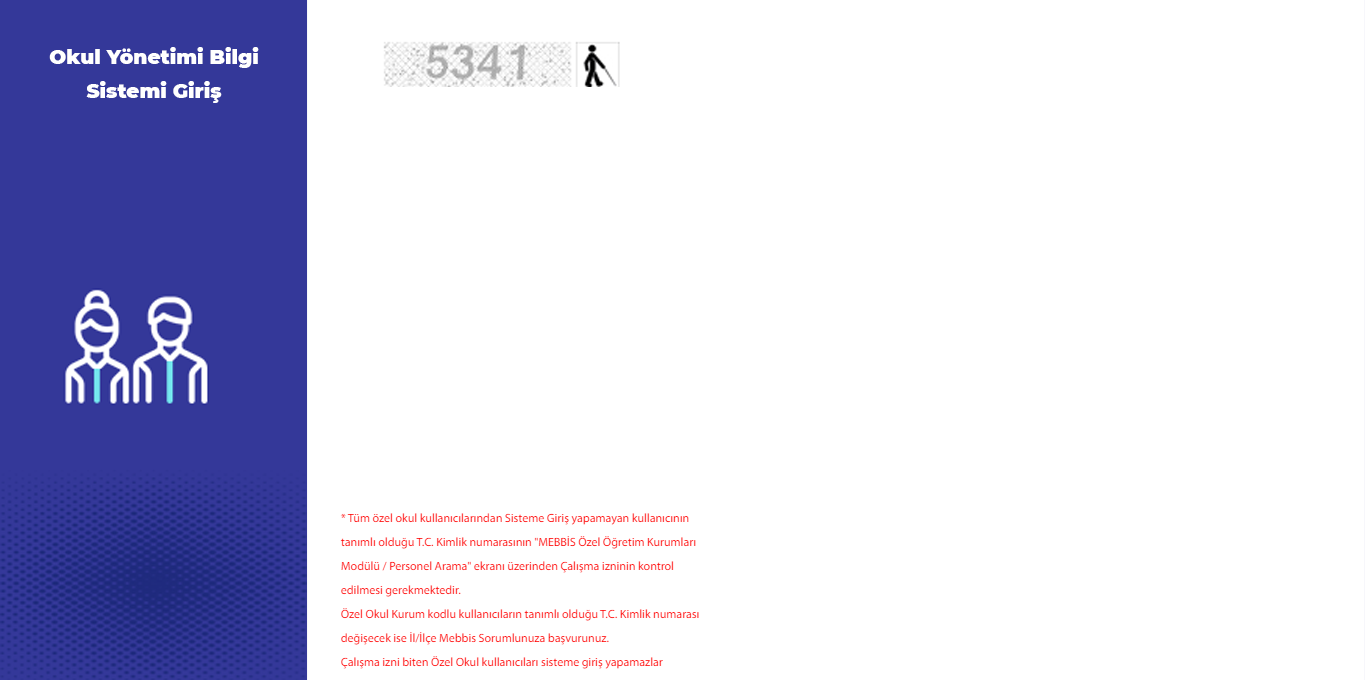 Okul Yönetimi Bilgi
Sistemi Giriş
5341
* Tüm özel okul kullanıcılarından Sisteme Giriş yapamayan kullanıcının
tanımlı olduğu T.C. Kimlik numarasının "MEBBİS Özel Öğretim Kurumları
Modülü / Personel Arama" ekranı üzerinden Çalışma izninin kontrol
edilmesi gerekmektedir.
Özel Okul Kurum kodlu kullanıcıların tanımlı olduğu T.C. Kimlik numarası
değişecek ise İl/İlçe Mebbis Sorumlunuza başvurunuz.
Çalışma izni biten Özel Okul kullanıcıları sisteme giriş yapamazlar